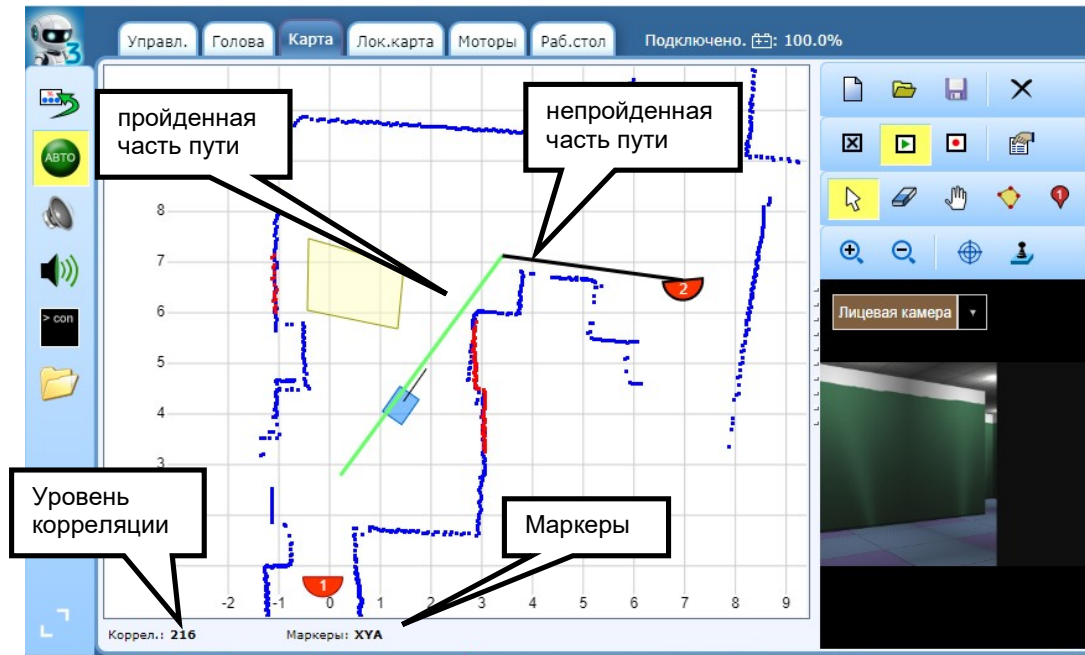 3
Управл. Голова Карта Лок.карта Моторы Раб.стол Подключено. 100.0%
пройденная
часть пути
непройденная
часть пути
АВТО
> con
1
8
7
6
5
4
3
2
Лицевая камера
Уровень
корреляции
Маркеры
1
-2 -1 0 1 2 3 4 5 6 7 8 9
Коррел.: 216 Маркеры: XYA